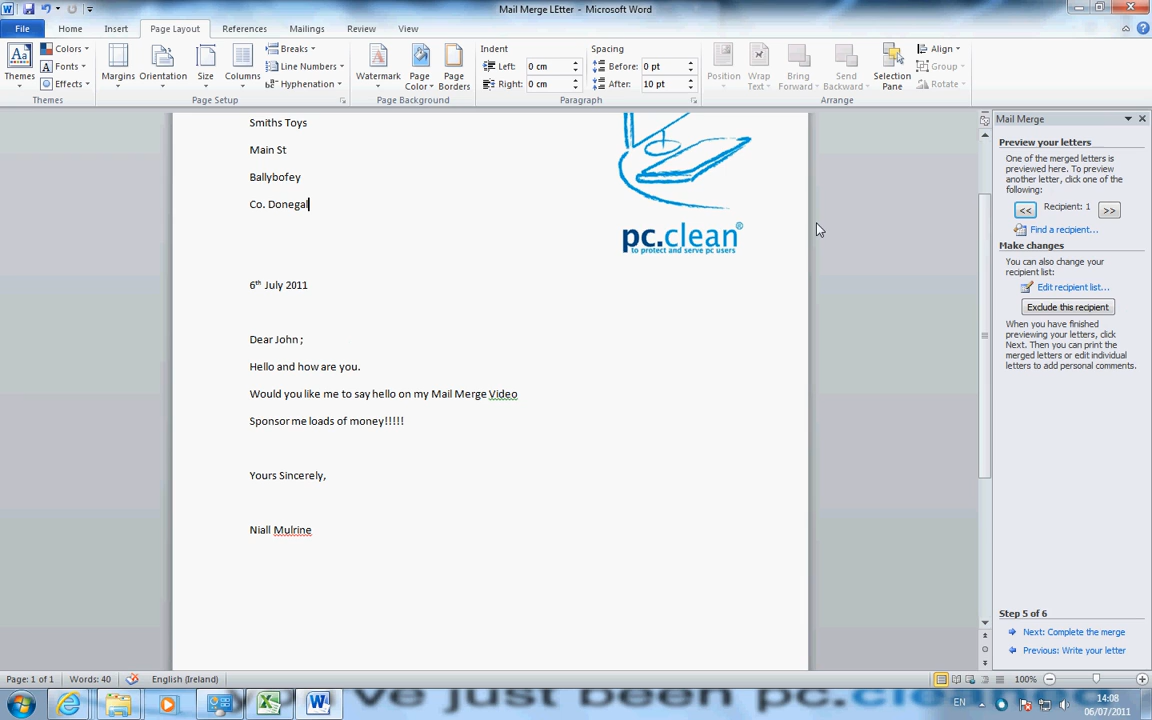 Mail Merge LEtter - Microsoft Word
File Home Insert Page Layout References Mailings Review View
Themes
Colors
Fonts
Effects
Themes
Margins
Orientation
Size
Columns
Breaks
Line Numbers
Hyphenation
Page Setup
Watermark
Page Color
Page Borders
Page Background
Indent
Left: 0 cm
Right: 0 cm
Spacing
Before: 0 pt
After: 10 pt
Paragraph
Position
Wrap Text
Bring Forward
Send Backward
Selection Pane
Align
Group
Rotate
Arrange
Smiths Toys
Main St
Ballybofey
Co. Donegal
pc.clean®
to protect and serve pc users
6th July 2011
Dear John ;
Hello and how are you.
Would you like me to say hello on my Mail Merge Video
Sponsor me loads of money!!!!!
Yours Sincerely,
Niall Mulrine
Mail Merge
Preview your letters
One of the merged letters is
previewed here. To preview
another letter, click one of the
following:
<< Recipient: 1 >>
Find a recipient...
Make changes
You can also change your
recipient list:
Edit recipient list...
Exclude this recipient
When you have finished
previewing your letters, click
Next. Then you can print the
merged letters or edit individual
letters to add personal comments.
Step 5 of 6
Next: Complete the merge
Previous: Write your letter
Page: 1 of 1 Words: 40 English (Ireland) 100%
've just been pc.clean
EN
14:08
06/07/2011